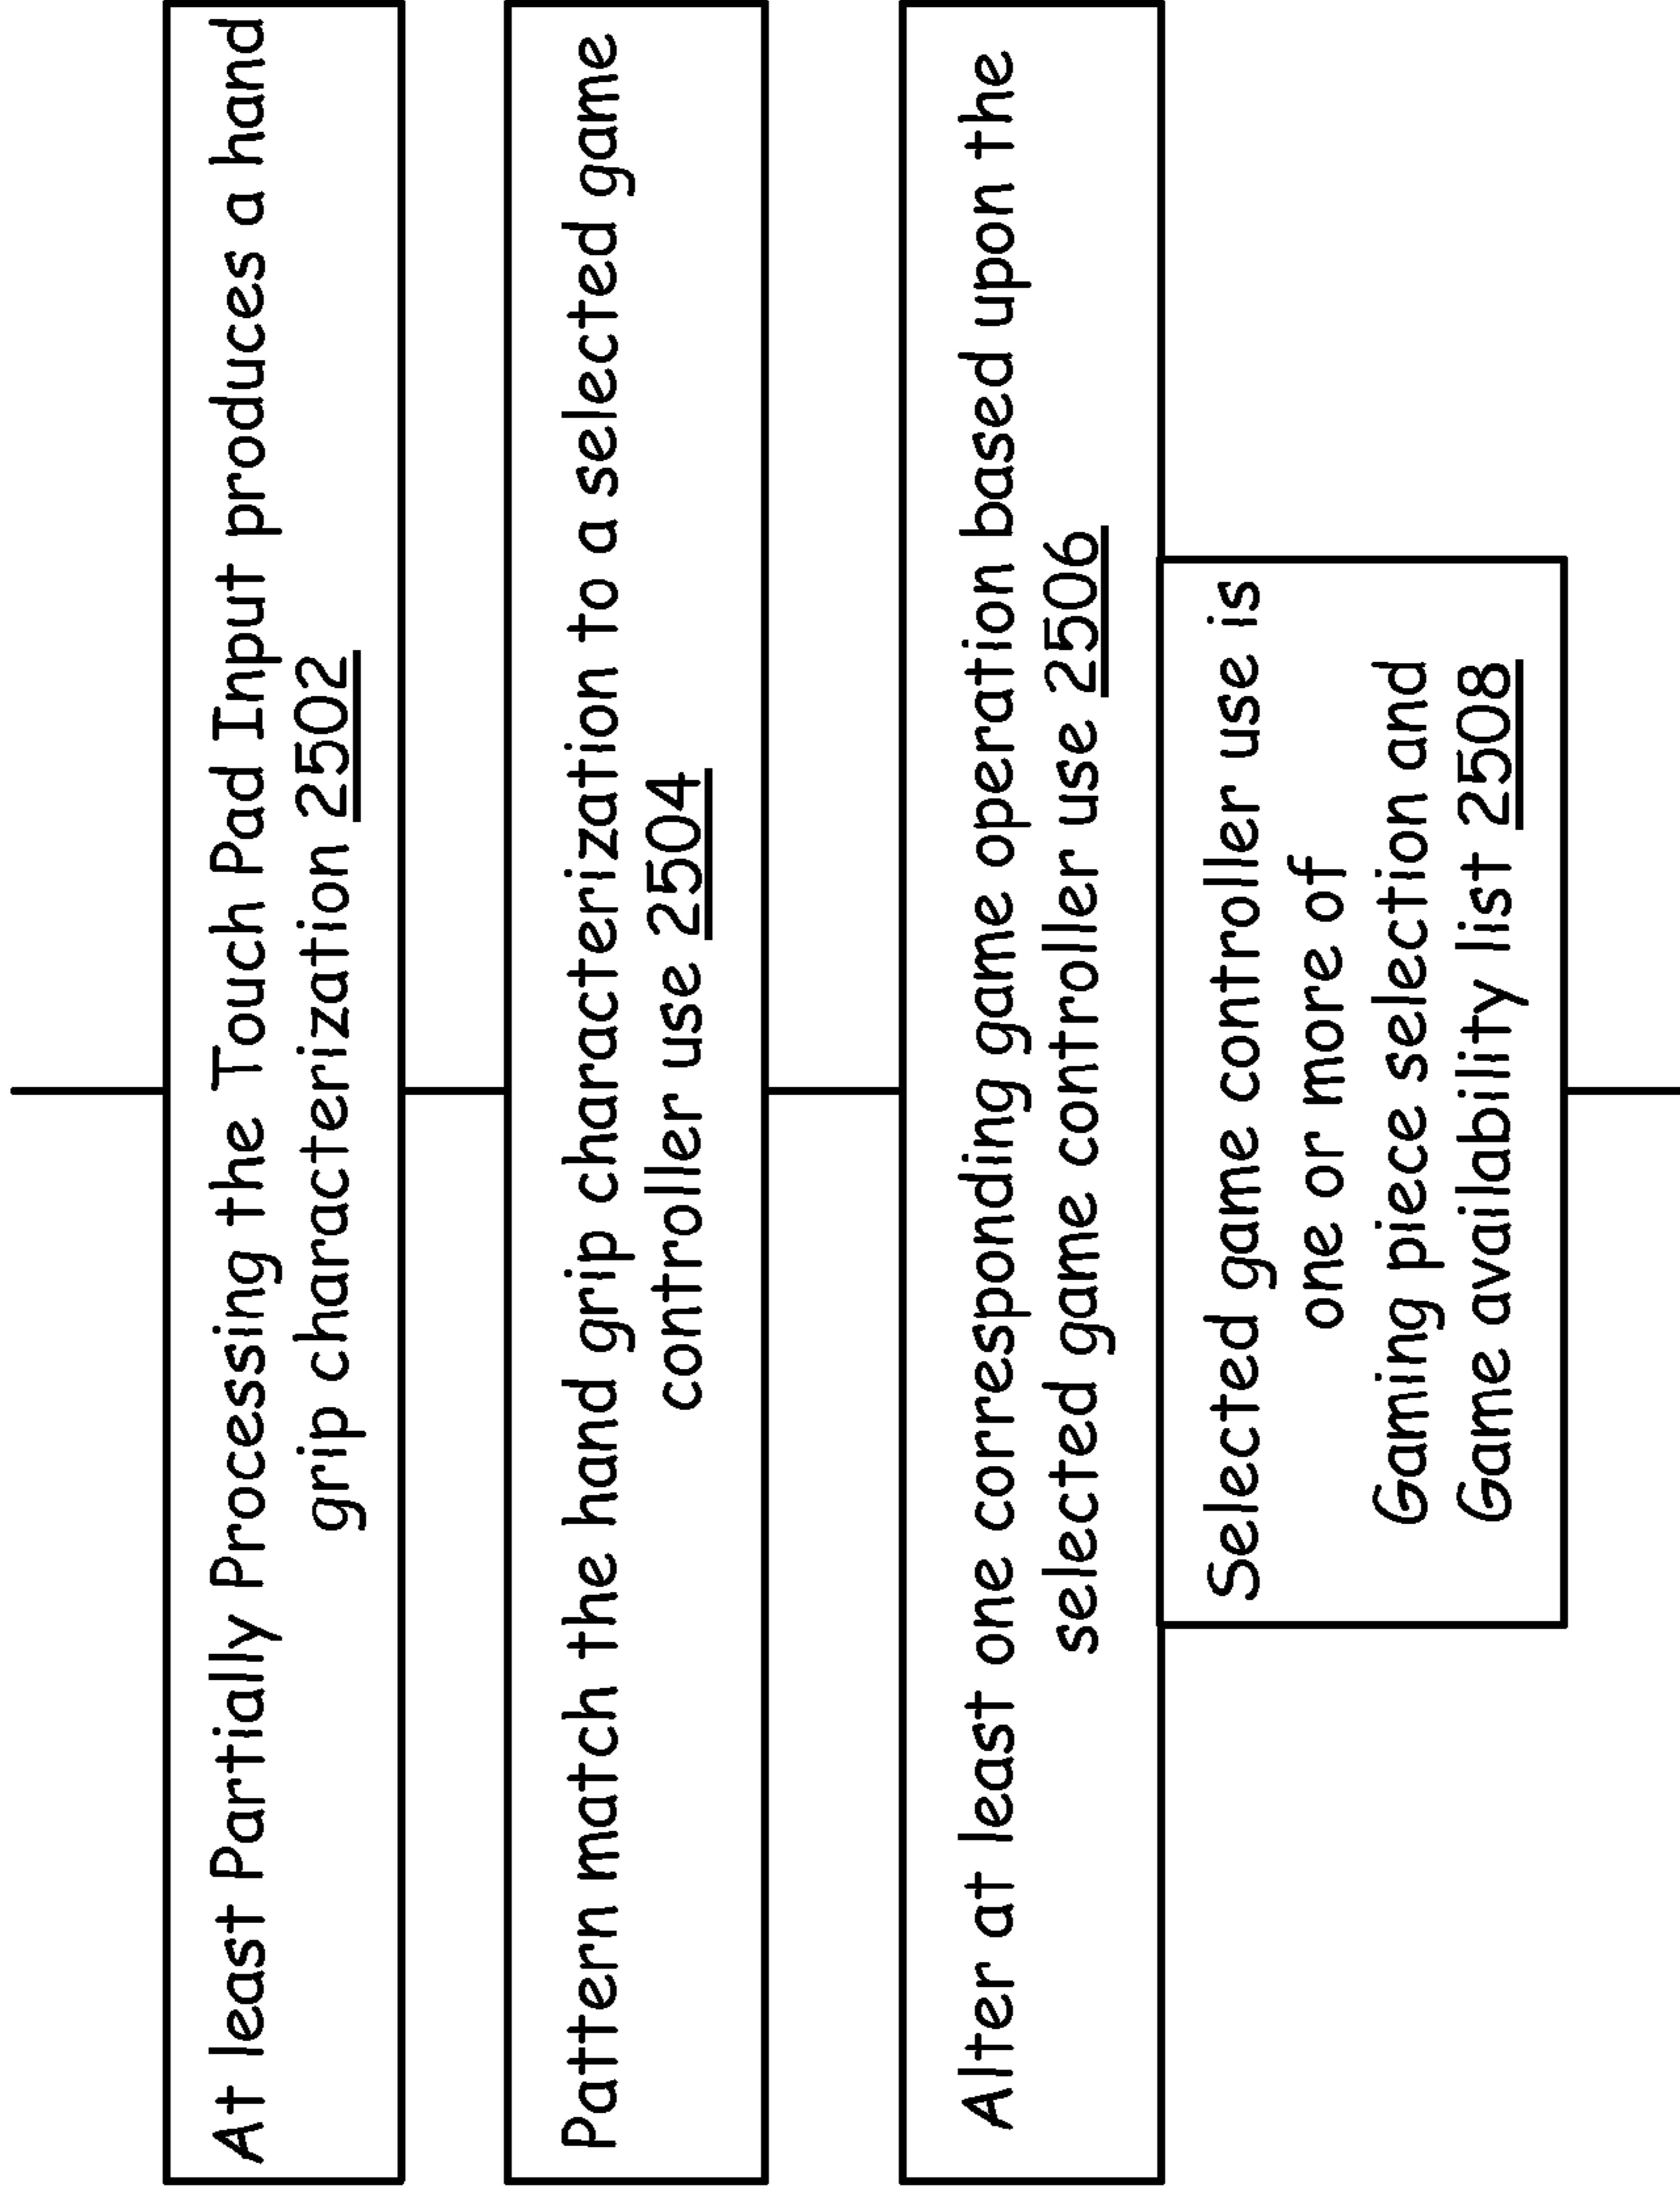 At least Partially Processing the Touch Pad Input produces a hand
grip characterization 2502
Pattern match the hand grip characterization to a selected game
controller use 2504
Alter at least one corresponding game operation based upon the
selected game controller use 2506
Selected game controller use is
one or more of
Gaming piece selection and
Game availability list 2508